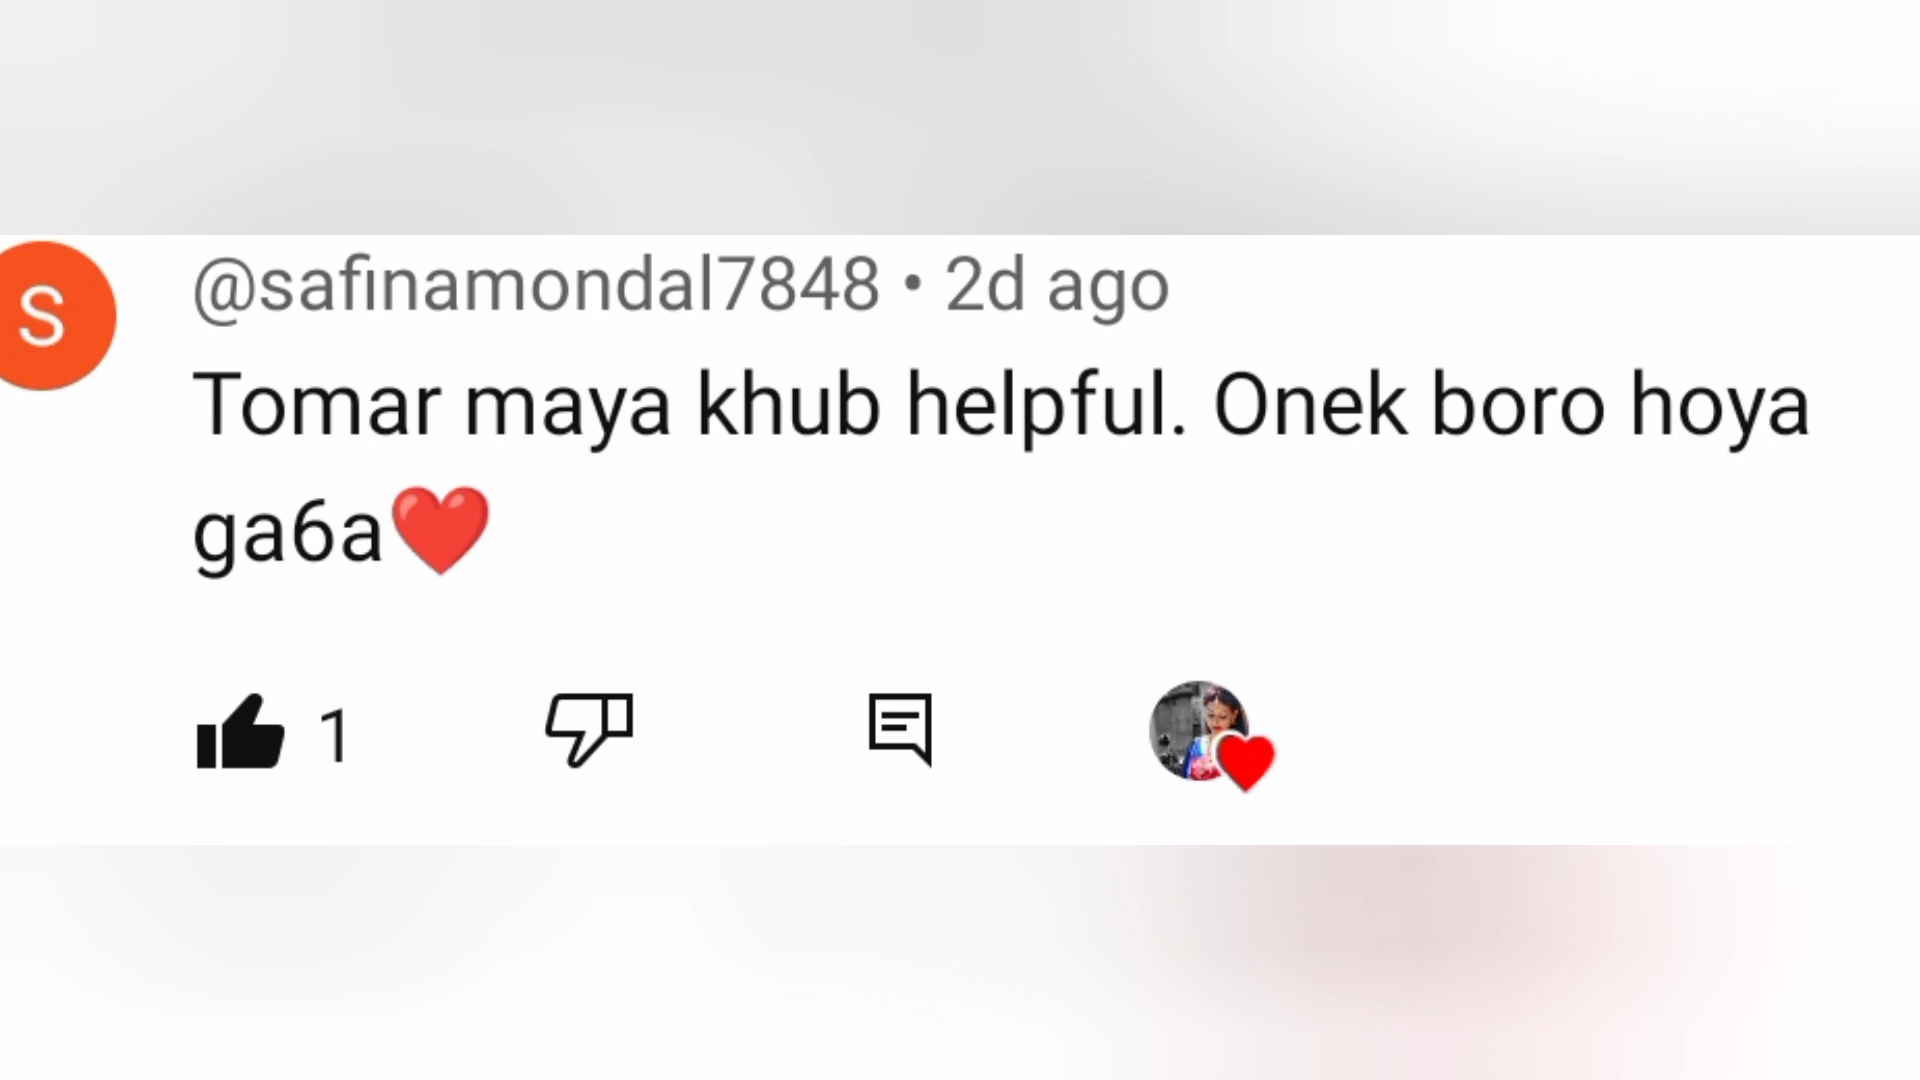 S
@safinamondal7848 • 2d ago
Tomar maya khub helpful. Onek boro hoya
ga6a❤️
1